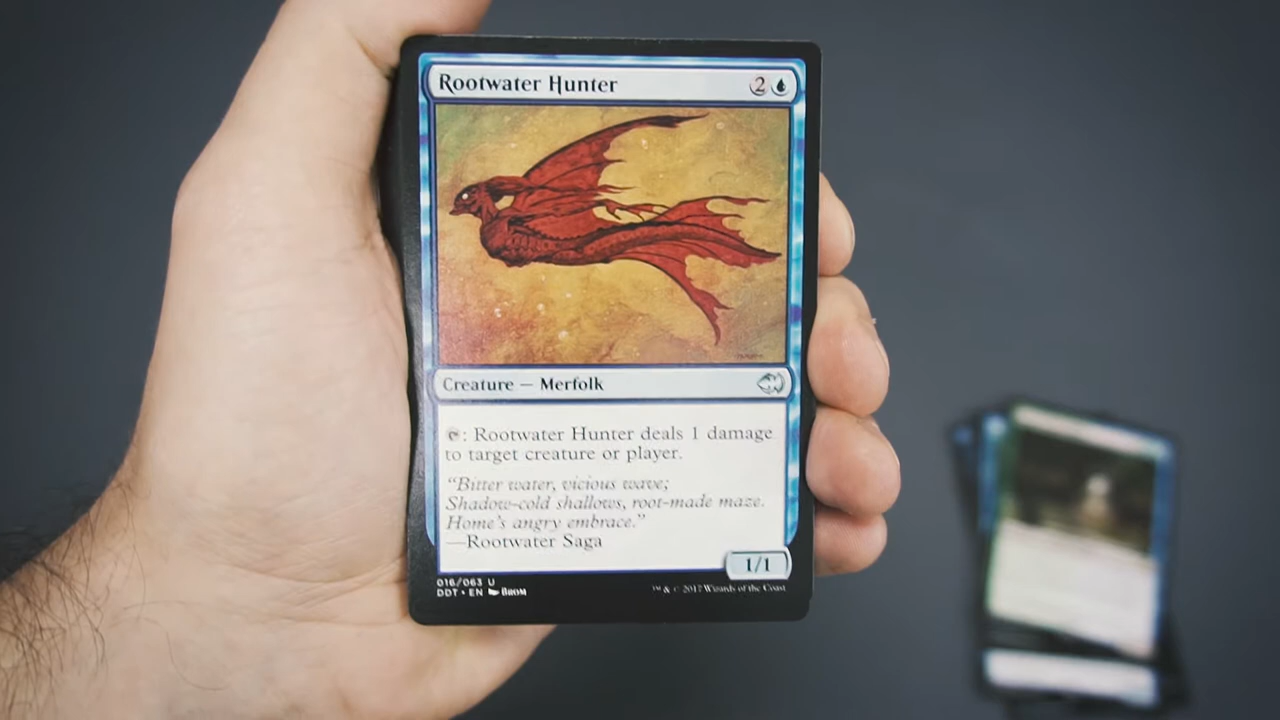 Rootwater Hunter 2
Creature — Merfolk
: Rootwater Hunter deals 1 damage
to target creature or player.
“Bitter water, vicious wave;
Shadow-cold shallows, root-made maze.
Home's angry embrace.”
—Rootwater Saga
1/1
016/063 U
DDT • EN BROM
™ & © 2017 Wizards of the Coast